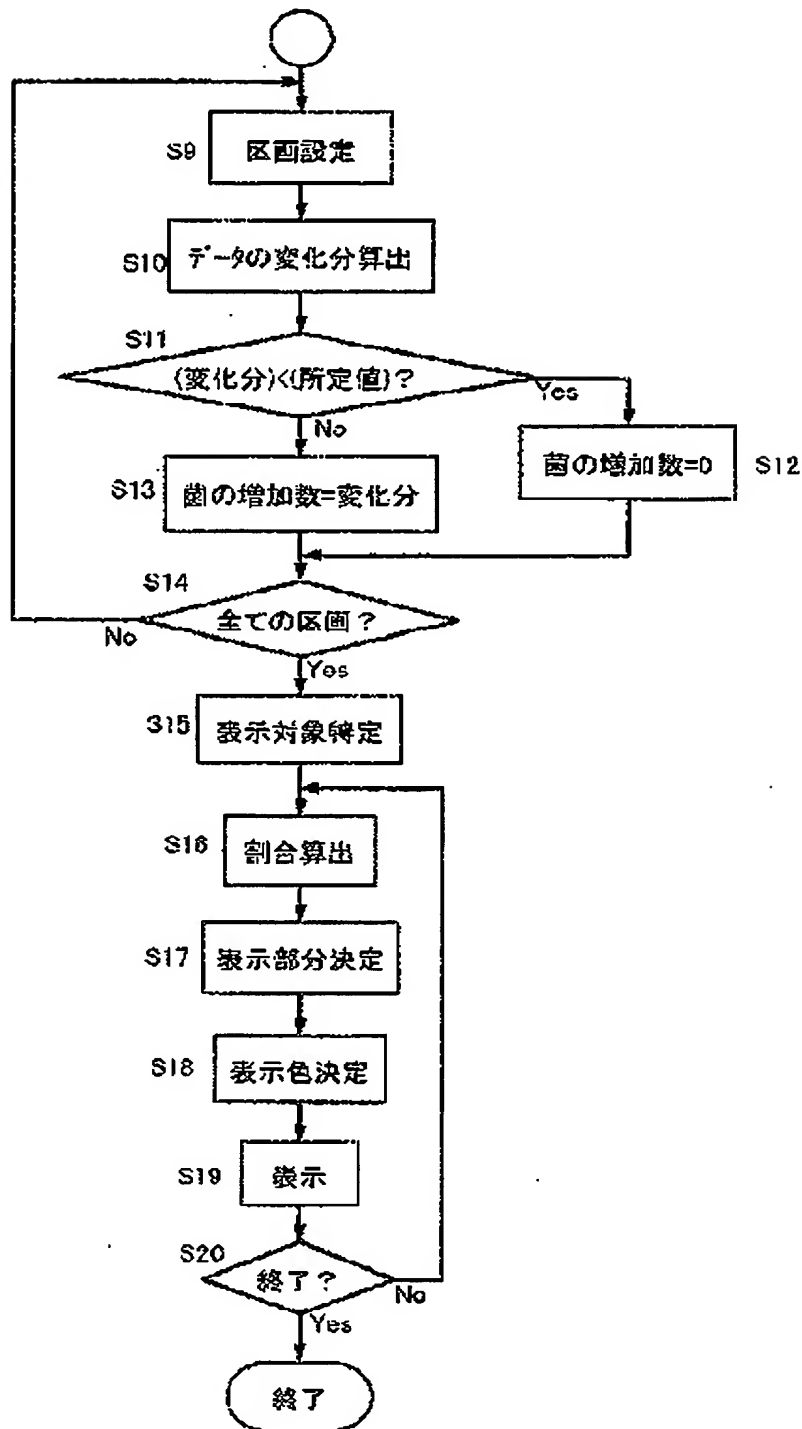 S9
区画設定
S10
データの変化分算出
S11
(変化分)<(所定値)?
Yes
No
菌の増加数=0
S12
S13
菌の増加数=変化分
S14
全ての区画?
No
Yes
S15
表示対象特定
S16
割合算出
S17
表示部分決定
S18
表示色決定
S19
表示
S20
終了?
No
Yes
終了